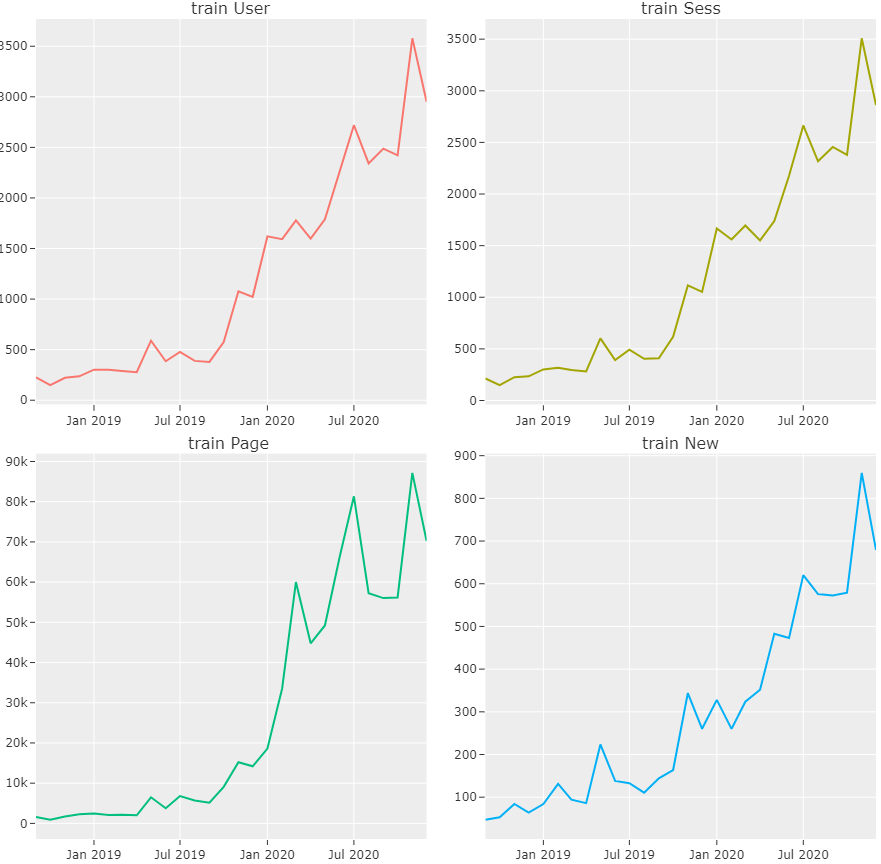 train User
3500
3000
2500
2000
1500
1000
500
0
Jan 2019 Jul 2019 Jan 2020 Jul 2020
train Sess
3500
3000
2500
2000
1500
1000
500
0
Jan 2019 Jul 2019 Jan 2020 Jul 2020
train Page
90k
80k
70k
60k
50k
40k
30k
20k
10k
0
Jan 2019 Jul 2019 Jan 2020 Jul 2020
train New
900
800
700
600
500
400
300
200
100
Jan 2019 Jul 2019 Jan 2020 Jul 2020